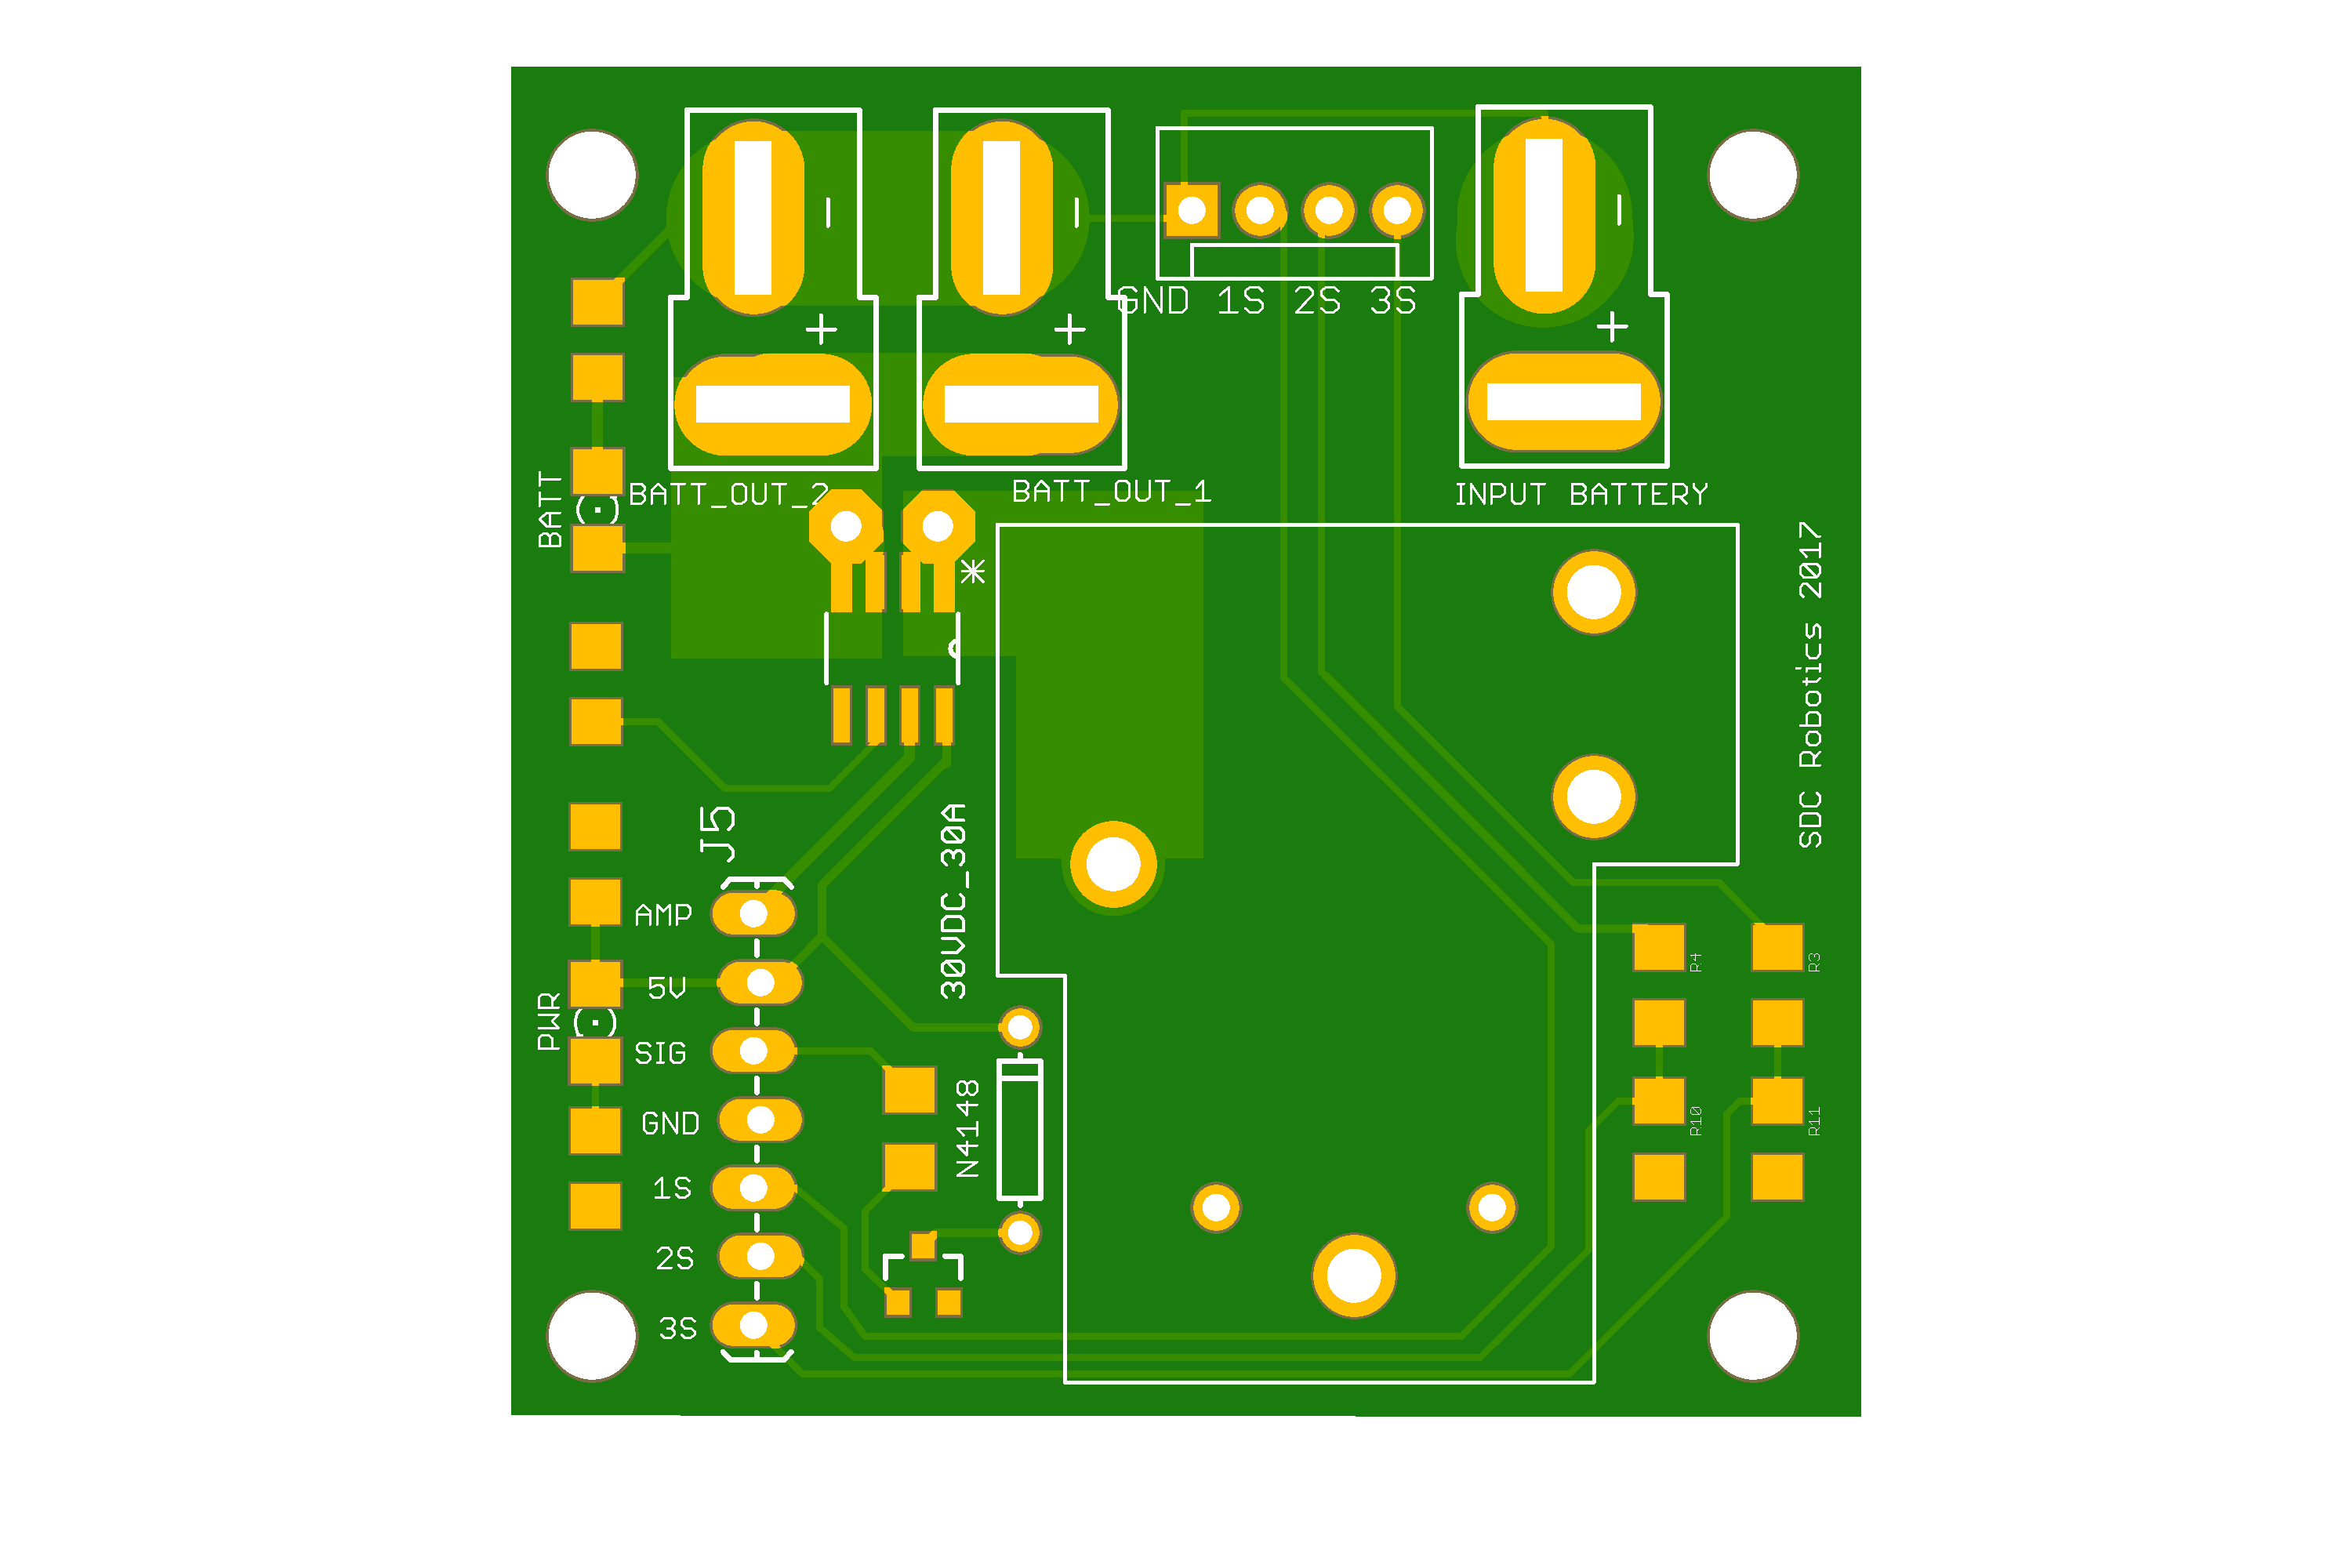 GND 1S 2S 3S
BATT
BATT_OUT_2
BATT_OUT_1
INPUT BATTERY
- 
+
-
+
-
+
*
SDC Robotics 2017
J5
30VDC_30A
AMP
5V
SIG
GND
1S
2S
3S
PWR
N4148
R4
R3
R10
R11